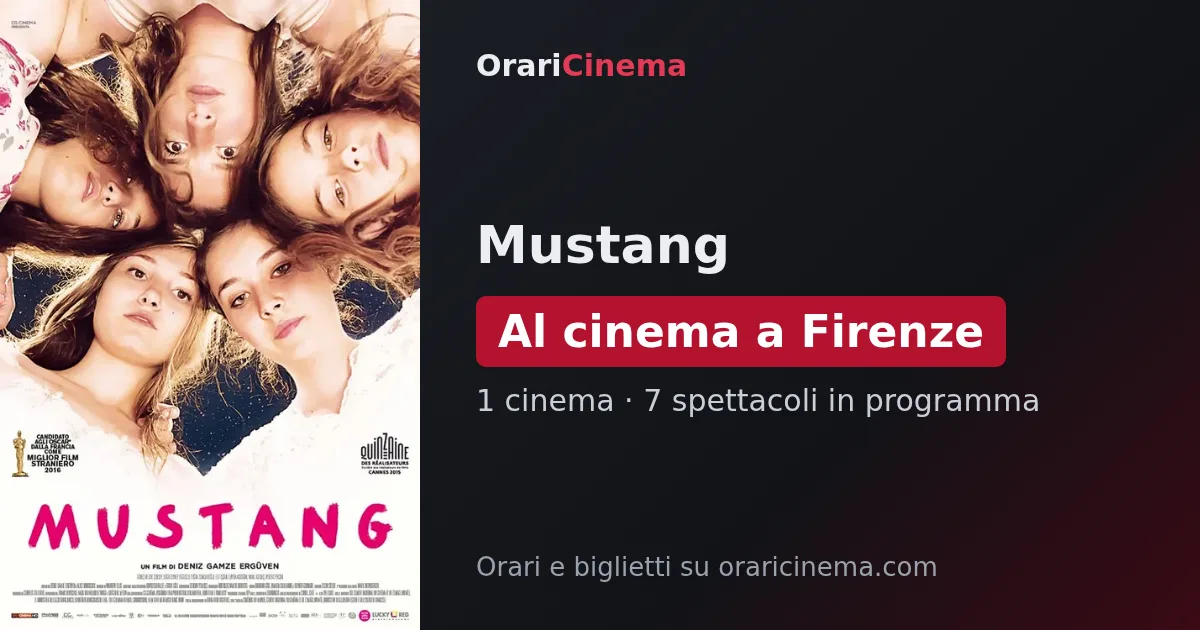 OrariCinema
Mustang
Al cinema a Firenze
1 cinema · 7 spettacoli in programma
Orari e biglietti su oraricinema.com
CANDIDATO
AGLI OSCAR
DALLA FRANCIA
COME
MIGLIOR FILM
STRANIERO
2016
QUINZAINE
DES RÉALISATEURS
CANNES 2015
MUSTANG
UN FILM DI DENIZ GAMZE ERGÜVEN
LUCKY RED